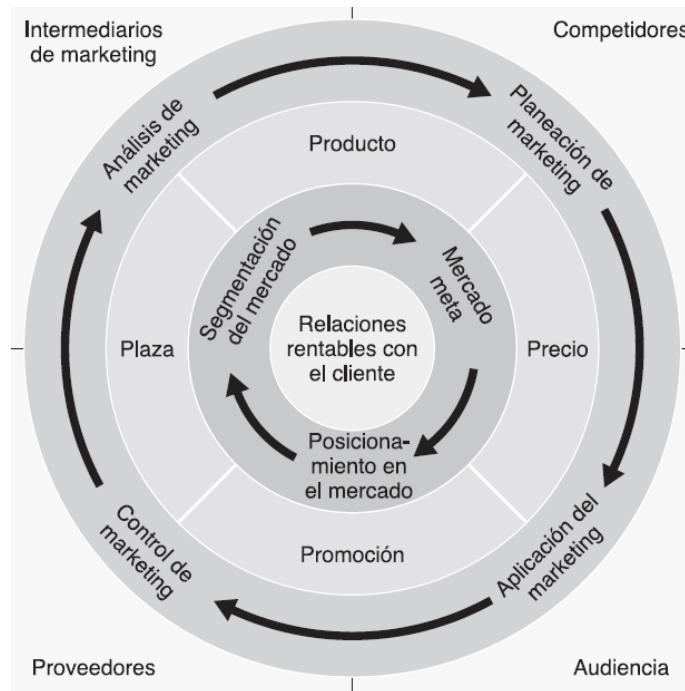 Intermediarios
de marketing
Competidores
Análisis de
marketing
Planeación de
marketing
Producto
Segmentación
del mercado
Mercado
meta
Plaza
Relaciones
rentables con
el cliente
Precio
Posiciona-
miento en
el mercado
Control de
marketing
Promoción
Aplicación del
marketing
Proveedores
Audiencia